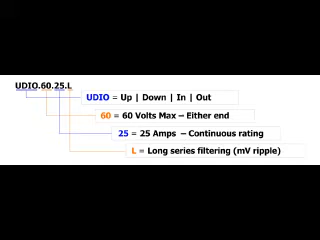 UDIO.60.25.L
UDIO = Up | Down | In | Out
60 = 60 Volts Max – Either end
25 = 25 Amps – Continuous rating
L = Long series filtering (mV ripple)